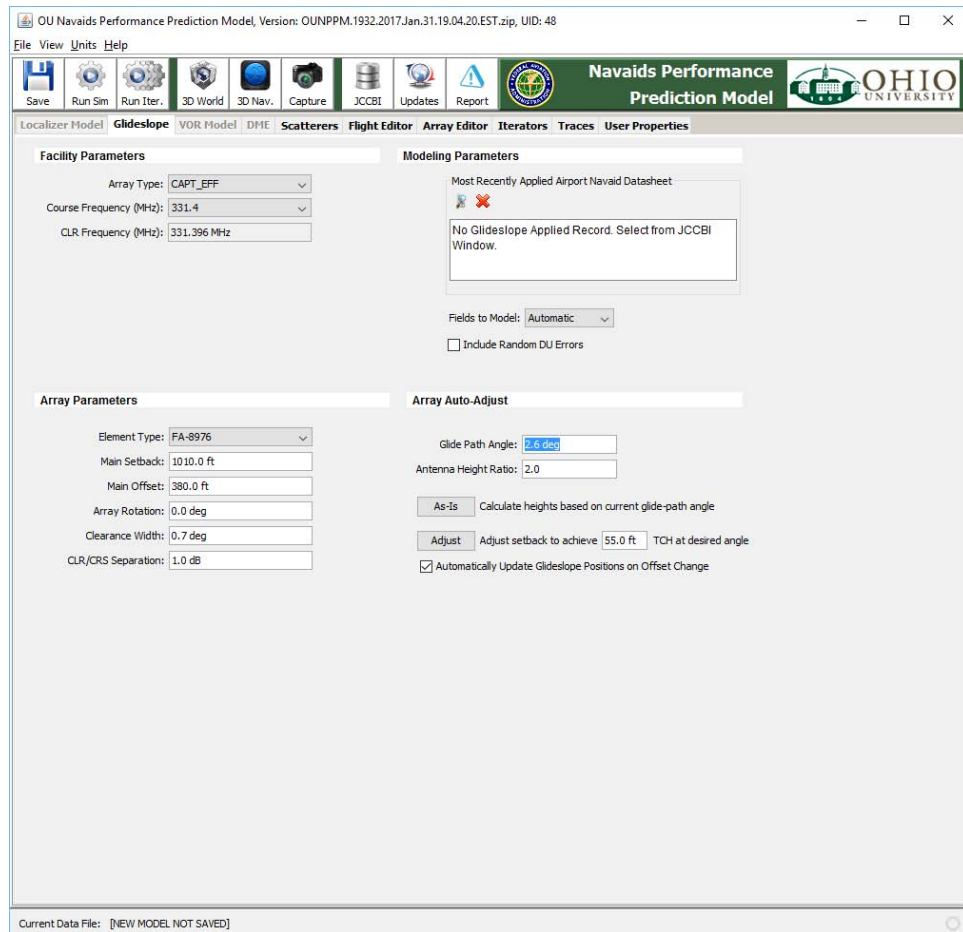 OU Navaids Performance Prediction Model, Version: OUNPPM.1932.2017.Jan.31.19.04.20.EST.zip, UID: 48
File View Units Help
Save Run Sim Run Iter. 3D World 3D Nav. Capture JCCBI Updates Report
Navaids Performance
Prediction Model
OHIO
UNIVERSITY
1804
Localizer Model Glideslope VOR Model DME Scatterers Flight Editor Array Editor Iterators Traces User Properties
Facility Parameters
Array Type: CAPT_EFF
Course Frequency (MHz): 331.4
CLR Frequency (MHz): 331.396 MHz
Modeling Parameters
Most Recently Applied Airport Navaid Datasheet
No Glideslope Applied Record. Select from JCCBI
Window.
Fields to Model: Automatic
Include Random DU Errors
Array Parameters
Element Type: FA-8976
Main Setback: 1010.0 ft
Main Offset: 380.0 ft
Array Rotation: 0.0 deg
Clearance Width: 0.7 deg
CLR/CRS Separation: 1.0 dB
Array Auto-Adjust
Glide Path Angle: 2.6 deg
Antenna Height Ratio: 2.0
As-Is Calculate heights based on current glide-path angle
Adjust Adjust setback to achieve 55.0 ft TCH at desired angle
Automatically Update Glideslope Positions on Offset Change
Current Data File: [NEW MODEL NOT SAVED]